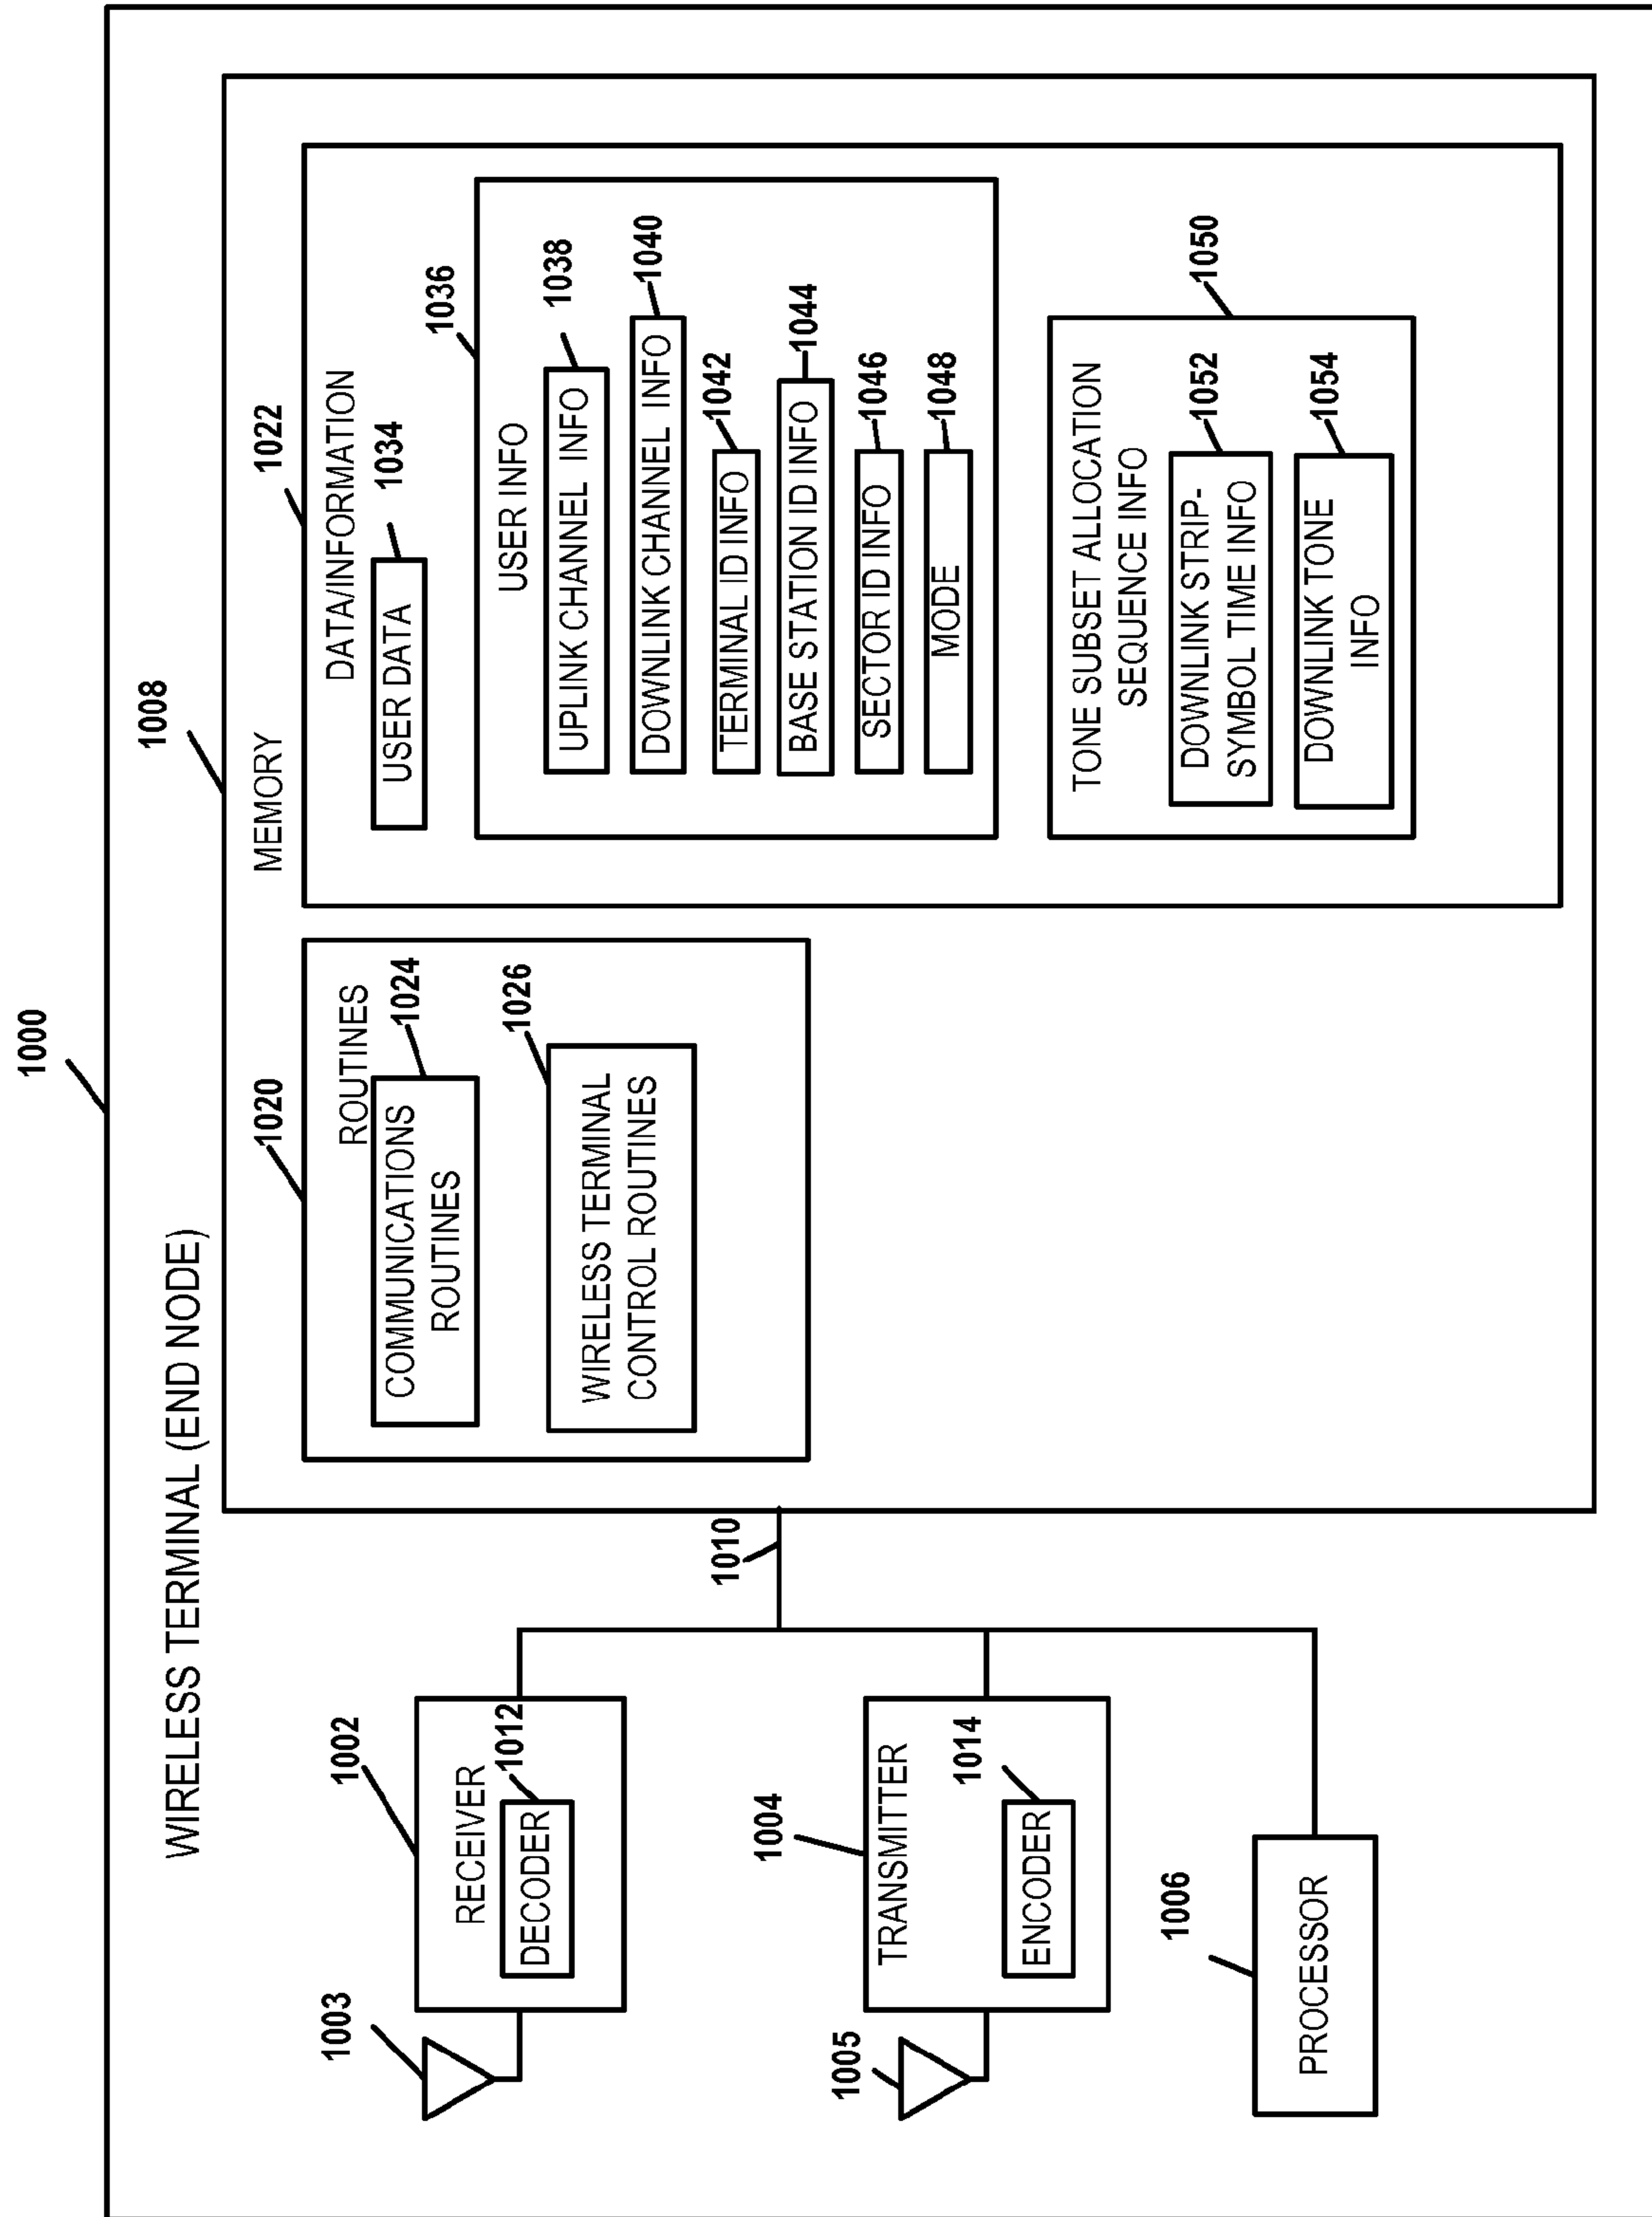 1000
WIRELESS TERMINAL (END NODE)
1003
1002
RECEIVER
1012
DECODER
1005
1004
TRANSMITTER
1014
ENCODER
1006
PROCESSOR
1010
1008
MEMORY
1020
ROUTINES
1024
COMMUNICATIONS
ROUTINES
1026
WIRELESS TERMINAL
CONTROL ROUTINES
1022
DATA/INFORMATION
1034
USER DATA
1036
USER INFO
1038
UPLINK CHANNEL INFO
1040
DOWNLINK CHANNEL INFO
1042
TERMINAL ID INFO
1044
BASE STATION ID INFO
1046
SECTOR ID INFO
1048
MODE
1050
TONE SUBSET ALLOCATION
SEQUENCE INFO
1052
DOWNLINK STRIP-
SYMBOL TIME INFO
1054
DOWNLINK TONE
INFO